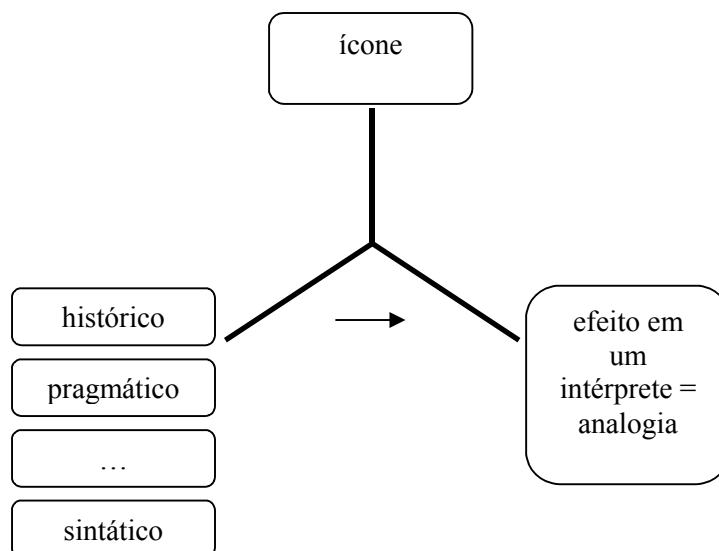 ícone
histórico
pragmático
…
sintático
efeito em
um
intérprete =
analogia